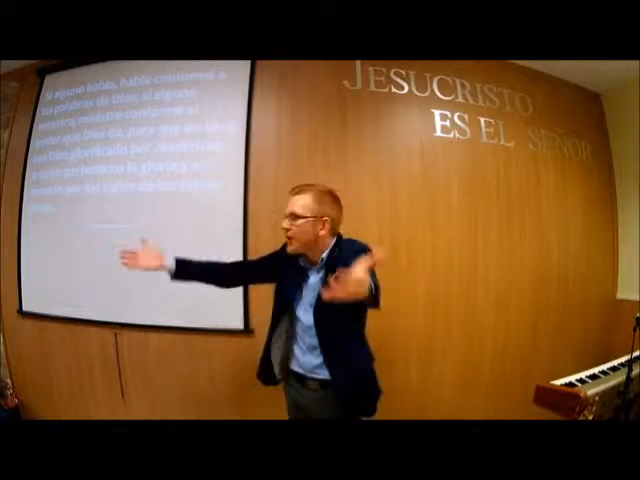 Si alguno habla, hable conforme a
las palabras de Dios; si alguno
ministra, ministre conforme al
poder que Dios da, para que en todo
sea Dios glorificado por Jesucristo,
a quien pertenecen la gloria y el
imperio por los siglos de los siglos.
JESUCRISTO
ES EL SEÑOR